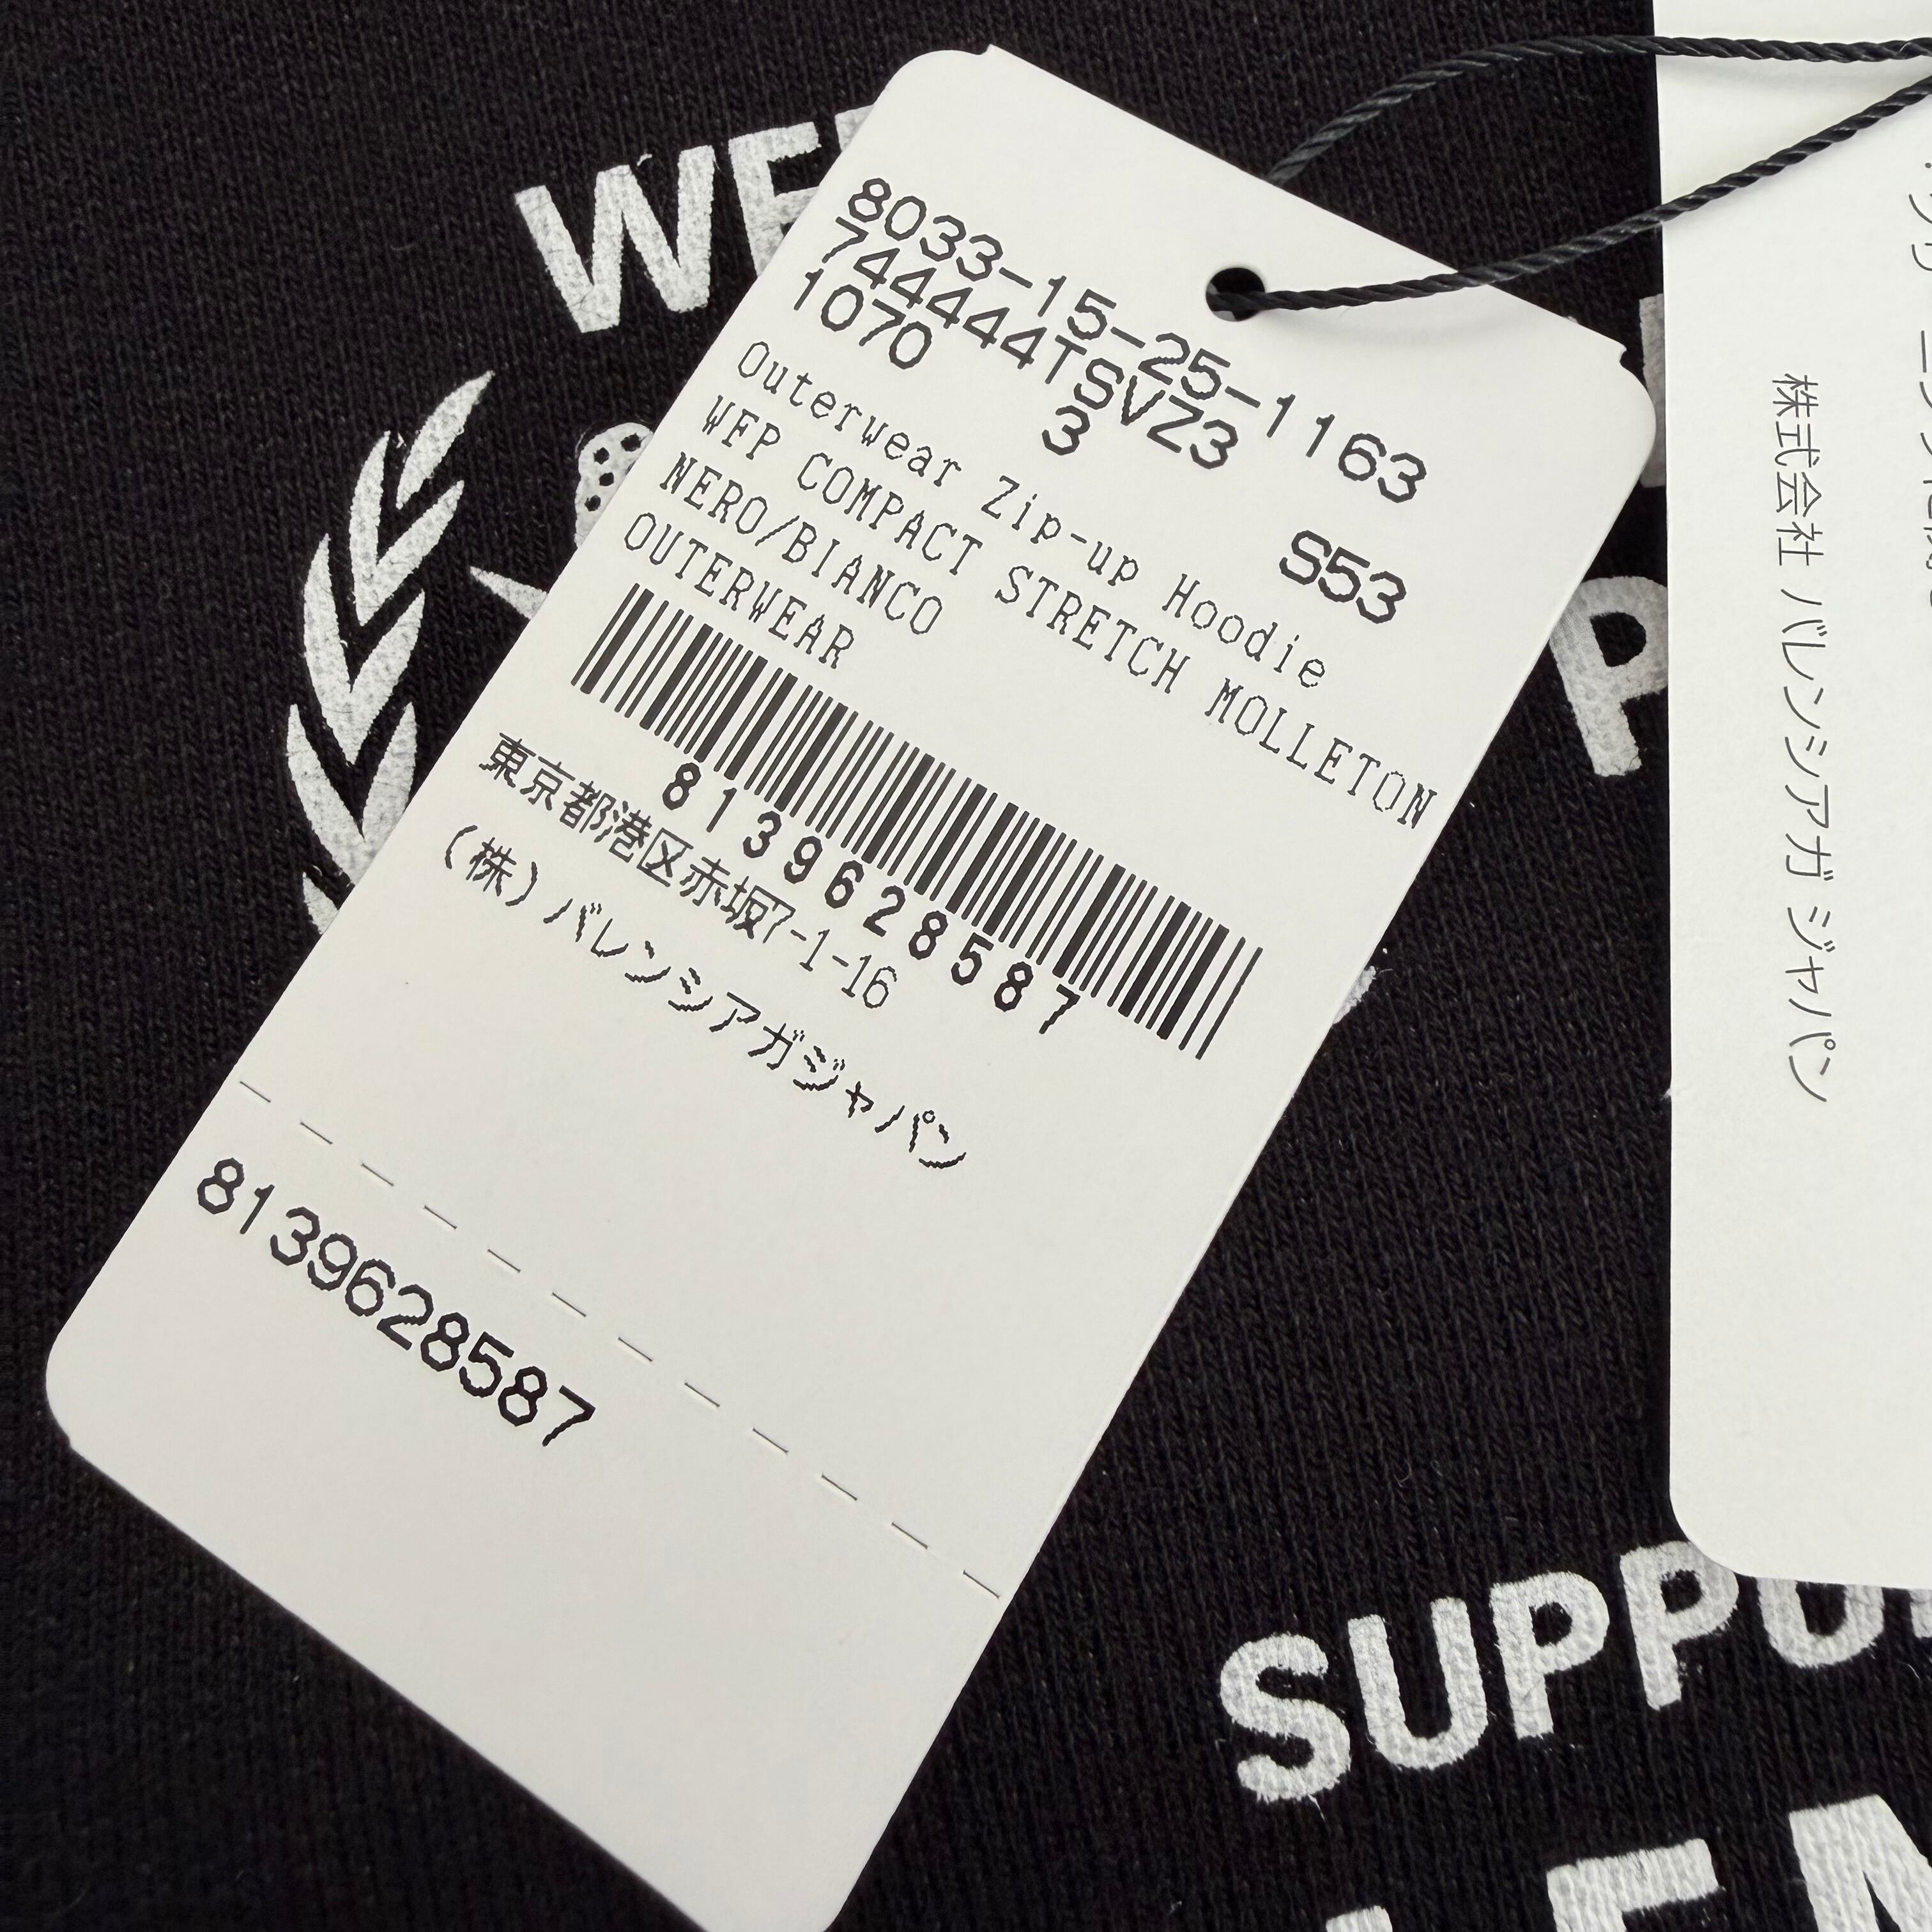 8033-15-25-1163
744444TSVZ3
1070 3 S53
Outerwear Zip-up Hoodie
WFP COMPACT STRETCH MOLLETON
NERO/BIANCO
OUTERWEAR
8139628587
東京都港区赤坂7-1-16
(株)バレンシアガジャパン
8139628587
株式会社 バレンシアガ ジャパン